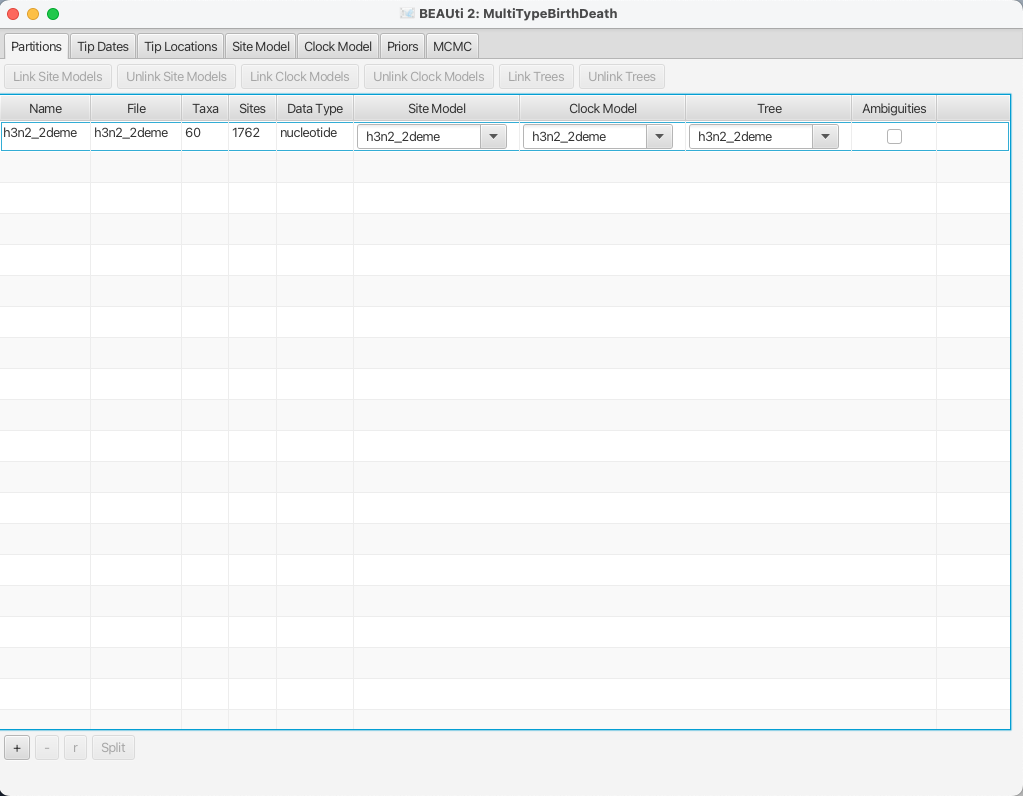 BEAUti 2: MultiTypeBirthDeath
Partitions Tip Dates Tip Locations Site Model Clock Model Priors MCMC
Link Site Models Unlink Site Models Link Clock Models Unlink Clock Models Link Trees Unlink Trees
Name File Taxa Sites Data Type Site Model Clock Model Tree Ambiguities
h3n2_2deme h3n2_2deme 60 1762 nucleotide h3n2_2deme h3n2_2deme h3n2_2deme
+ - r Split